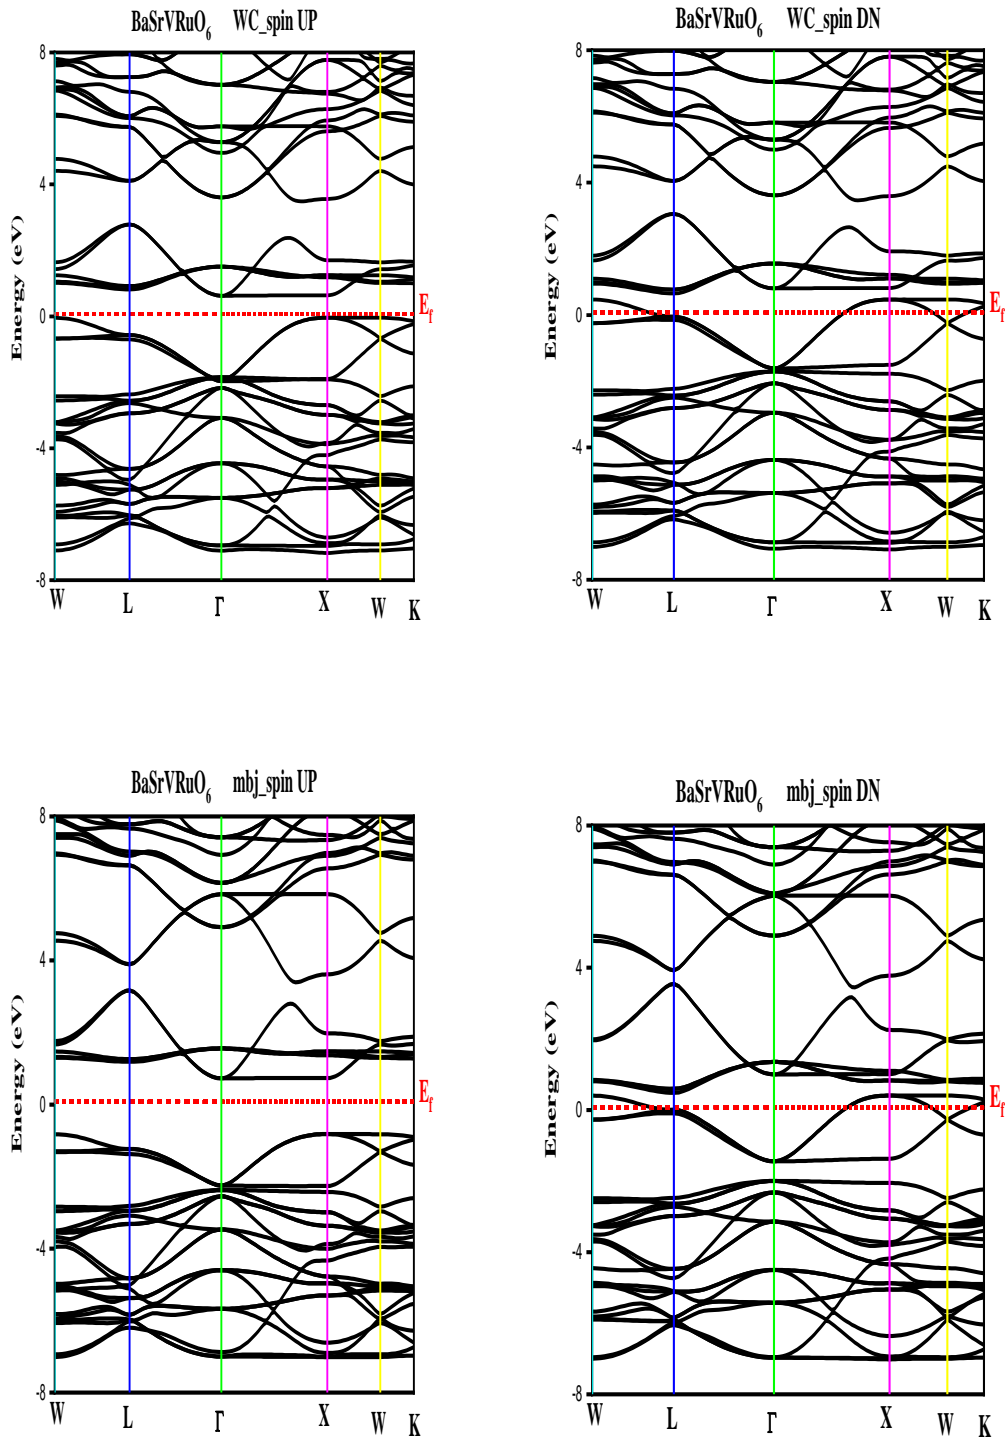 BaSrVRuO6 WC_spin UP
8
4
0
-4
-8
Energy (eV)
Ef
W L Γ X W K
BaSrVRuO6 WC_spin DN
8
4
0
-4
-8
Energy (eV)
Ef
W L Γ X W K
BaSrVRuO6 mbj_spin UP
8
4
0
-4
-8
Energy (eV)
Ef
W L Γ X W K
BaSrVRuO6 mbj_spin DN
8
4
0
-4
-8
Energy (eV)
Ef
W L Γ X W K